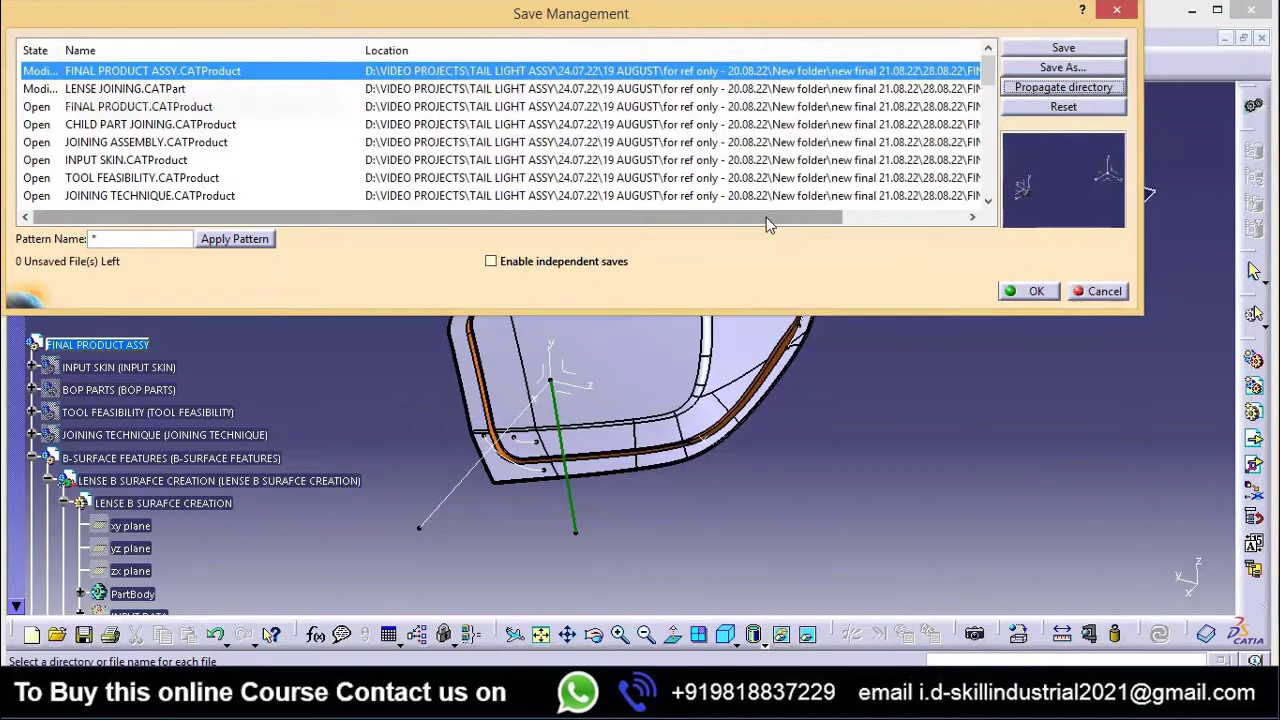 Save Management
?
State Name Location
Modi... FINAL PRODUCT ASSY.CATProduct D:\VIDEO PROJECTS\TAIL LIGHT ASSY\24.07.22\19 AUGUST\for ref only - 20.08.22\New folder\new final 21.08.22\28.08.22\FIN
Modi... LENSE JOINING.CATPart D:\VIDEO PROJECTS\TAIL LIGHT ASSY\24.07.22\19 AUGUST\for ref only - 20.08.22\New folder\new final 21.08.22\28.08.22\FIN
Open FINAL PRODUCT.CATProduct D:\VIDEO PROJECTS\TAIL LIGHT ASSY\24.07.22\19 AUGUST\for ref only - 20.08.22\New folder\new final 21.08.22\28.08.22\FIN
Open CHILD PART JOINING.CATProduct D:\VIDEO PROJECTS\TAIL LIGHT ASSY\24.07.22\19 AUGUST\for ref only - 20.08.22\New folder\new final 21.08.22\28.08.22\FIN
Open JOINING ASSEMBLY.CATProduct D:\VIDEO PROJECTS\TAIL LIGHT ASSY\24.07.22\19 AUGUST\for ref only - 20.08.22\New folder\new final 21.08.22\28.08.22\FIN
Open INPUT SKIN.CATProduct D:\VIDEO PROJECTS\TAIL LIGHT ASSY\24.07.22\19 AUGUST\for ref only - 20.08.22\New folder\new final 21.08.22\28.08.22\FIN
Open TOOL FEASIBILITY.CATProduct D:\VIDEO PROJECTS\TAIL LIGHT ASSY\24.07.22\19 AUGUST\for ref only - 20.08.22\New folder\new final 21.08.22\28.08.22\FIN
Open JOINING TECHNIQUE.CATProduct D:\VIDEO PROJECTS\TAIL LIGHT ASSY\24.07.22\19 AUGUST\for ref only - 20.08.22\New folder\new final 21.08.22\28.08.22\FIN
Save
Save As...
Propagate directory
Reset
Pattern Name: * Apply Pattern
0 Unsaved File(s) Left
Enable independent saves
OK Cancel
FINAL PRODUCT ASSY
INPUT SKIN (INPUT SKIN)
BOP PARTS (BOP PARTS)
TOOL FEASIBILITY (TOOL FEASIBILITY)
JOINING TECHNIQUE (JOINING TECHNIQUE)
B-SURFACE FEATURES (B-SURFACE FEATURES)
LENSE B SURAFCE CREATION (LENSE B SURAFCE CREATION)
LENSE B SURAFCE CREATION
xy plane
yz plane
zx plane
PartBody
INPUT DATA
y
z
z
y
x
f(x)
CATIA
Select a directory or file name for each file
To Buy this online Course Contact us on +919818837229 email i.d-skillindustrial2021@gmail.com